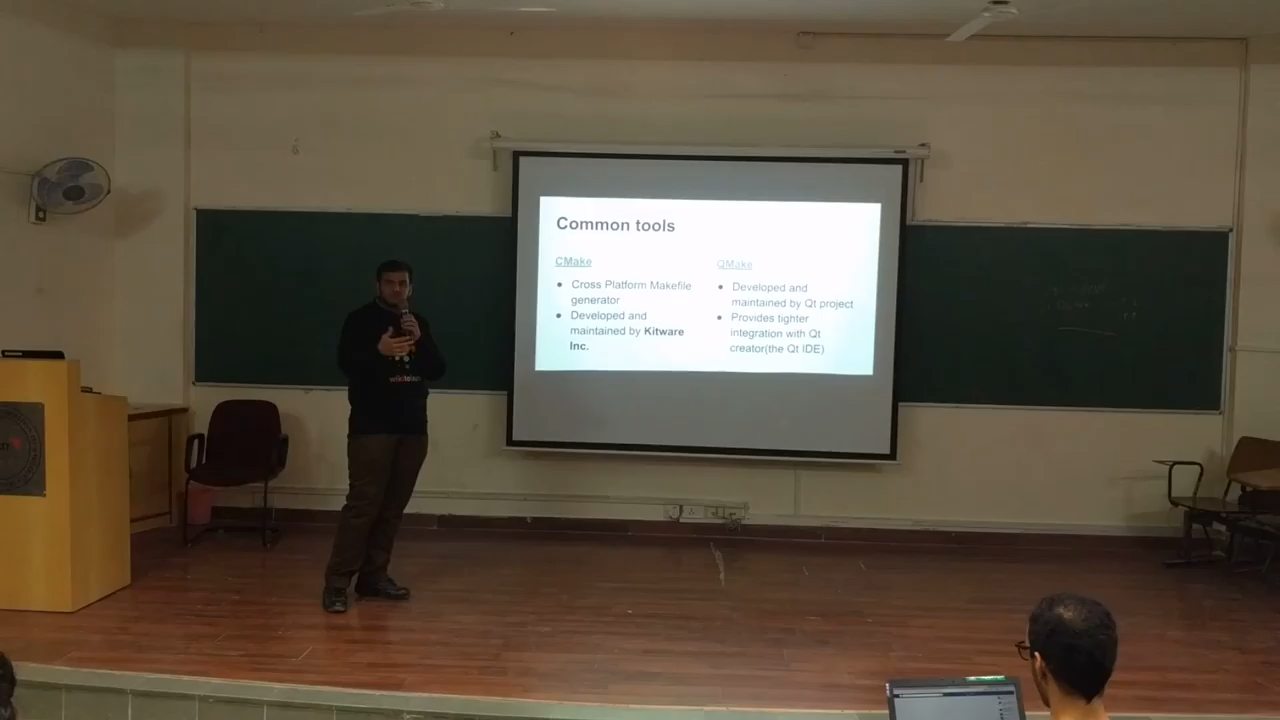 Common tools
CMake
● Cross Platform Makefile
generator
● Developed and
maintained by Kitware
Inc.
QMake
● Developed and
maintained by Qt project
● Provides tighter
integration with Qt
creator(the Qt IDE)